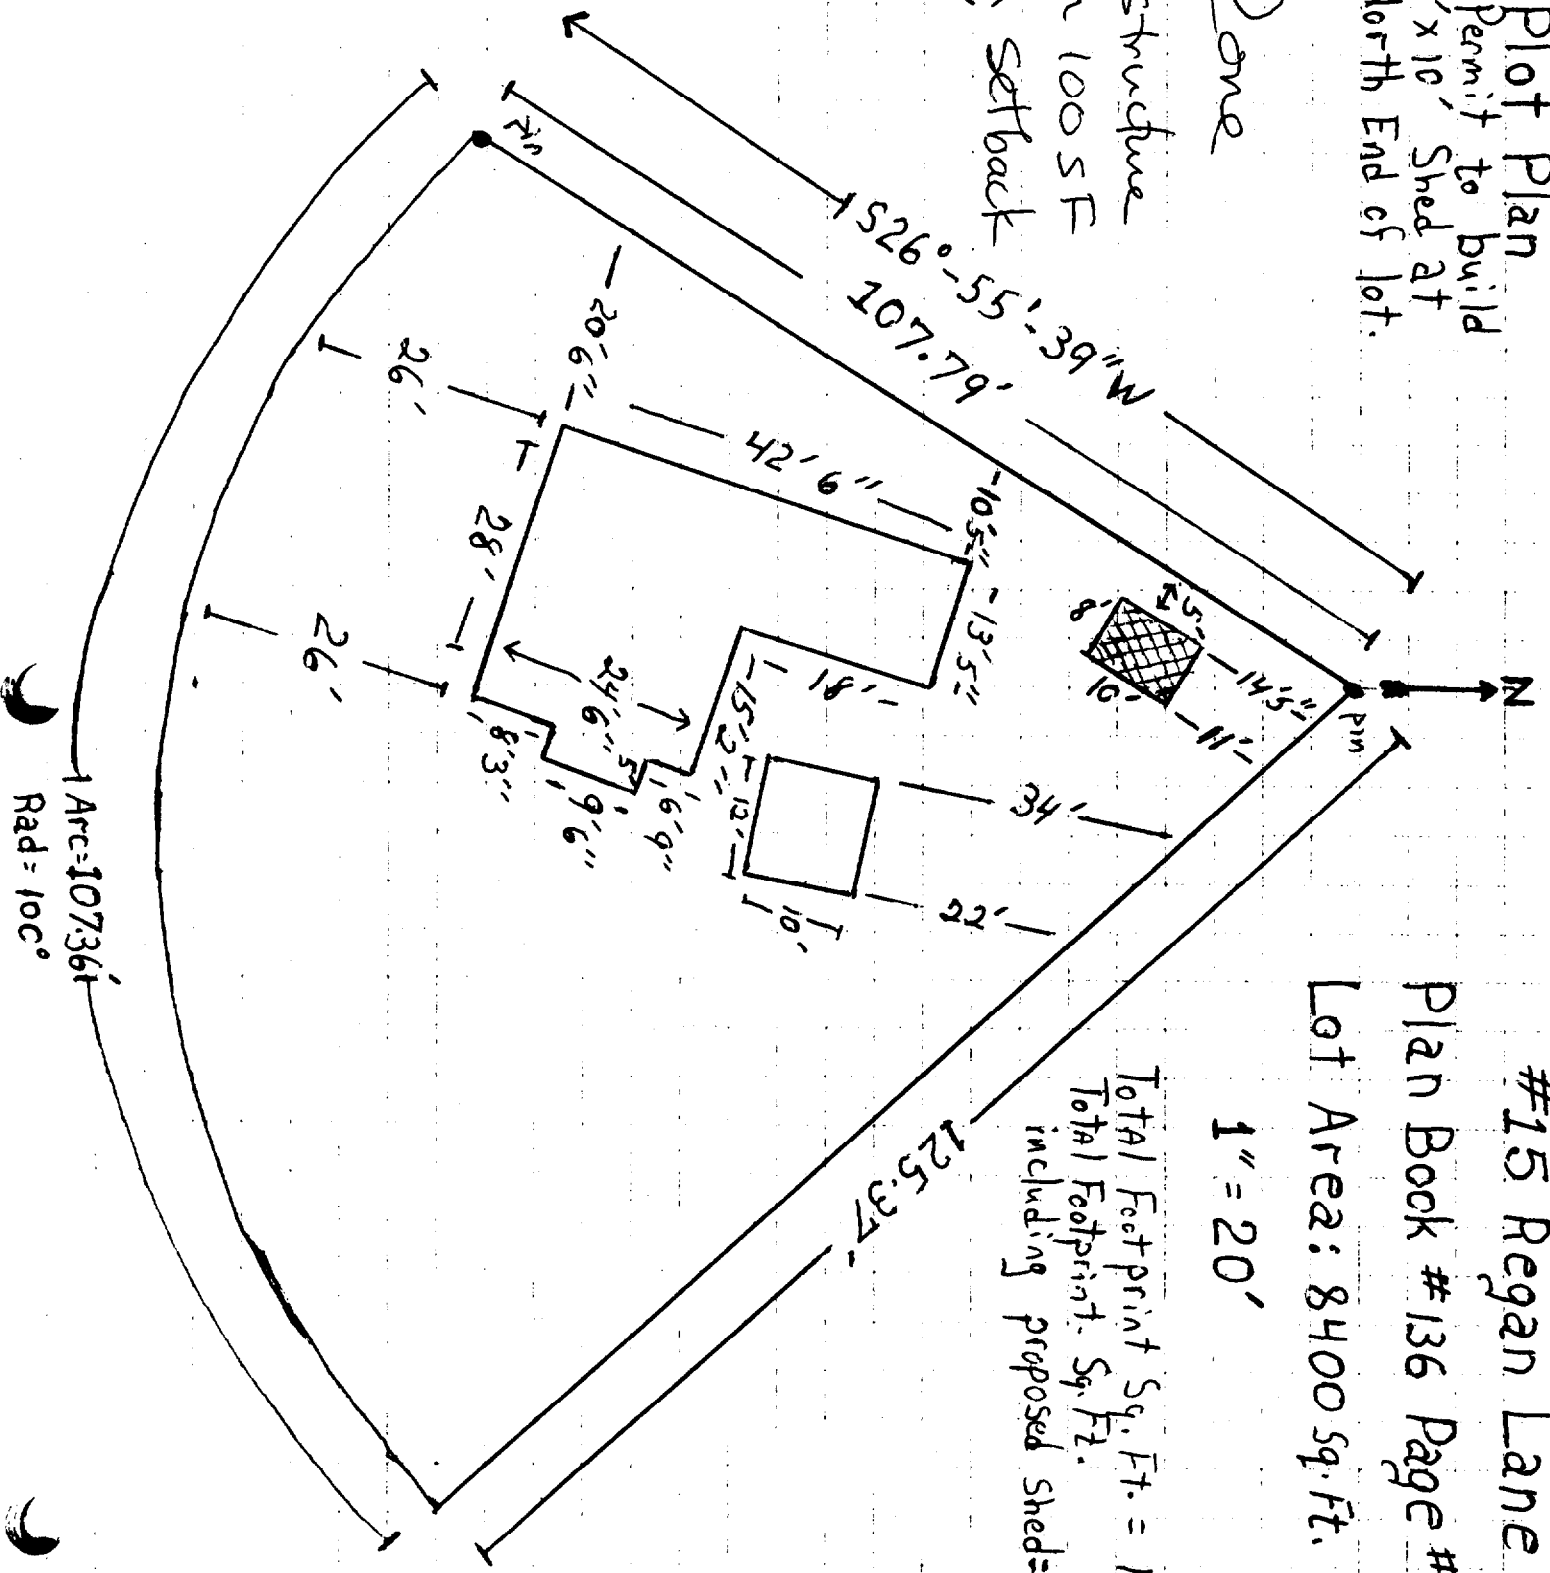 Plot Plan
Permit to build
'x10' Shed at
North End of lot.
Zone
structure
100 SF
setback
#15 Regan Lane
Plan Book #136 Page #
Lot Area: 8400 Sq.Ft.
1"=20'
Total Footprint Sq. Ft. =
Total Footprint Sq. Ft.
including proposed shed=
N
pin
Pin
S26°-55'-39"W
107.79'
125.37'
14'5"
11'
5'
8'
10'
10'5"
13'5"
42'6"
20'6"
18'
15'2"
34'
22'
12'
10'
28'
24'6"
5'
6'9"
9'6"
8'3"
26'
26'
Arc=107.36'
Rad=100°